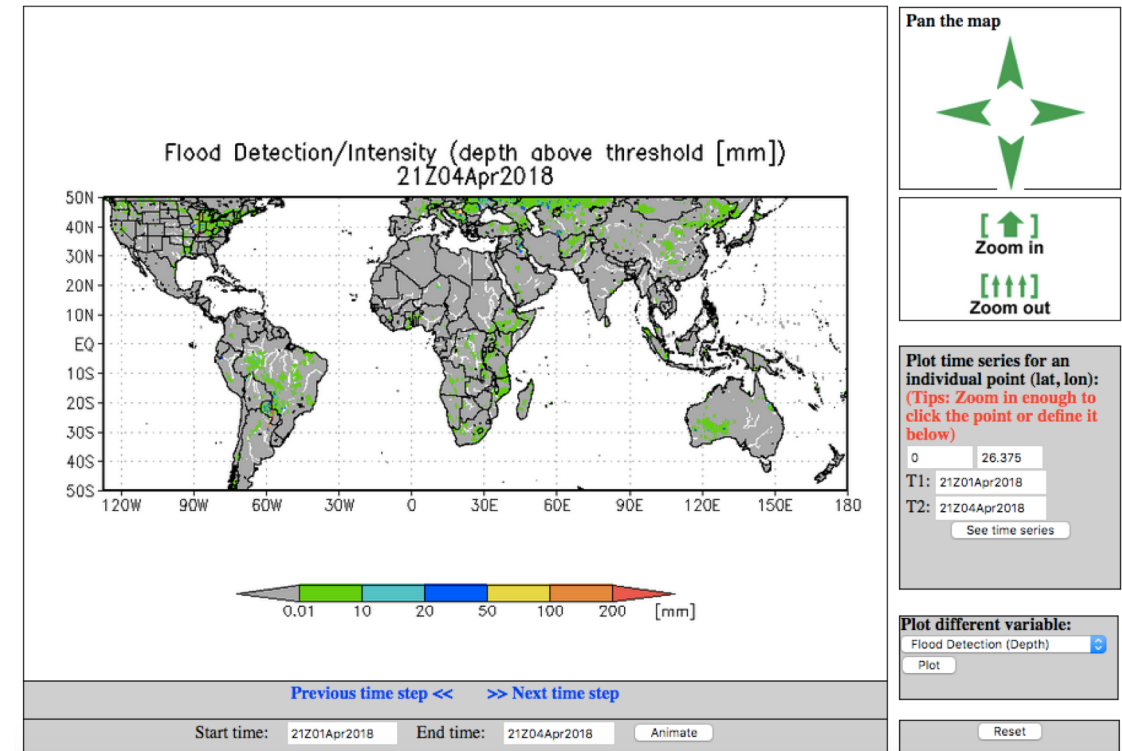 Pan the map
Flood Detection/Intensity (depth above threshold [mm])
21Z04Apr2018
50N
40N
30N
20N
10N
EQ
10S
20S
30S
40S
50S
120W 90W 60W 30W 0 30E 60E 90E 120E 150E 180
0.01 10 20 50 100 200 [mm]
Previous time step << >> Next time step
Start time: 21Z01Apr2018 End time: 21Z04Apr2018 Animate
[ ]
Zoom in
[ ]
Zoom out
Plot time series for an
individual point (lat, lon):
(Tips: Zoom in enough to
click the point or define it
below)
0 26.375
T1: 21Z01Apr2018
T2: 21Z04Apr2018
See time series
Plot different variable:
Flood Detection (Depth)
Plot
Reset